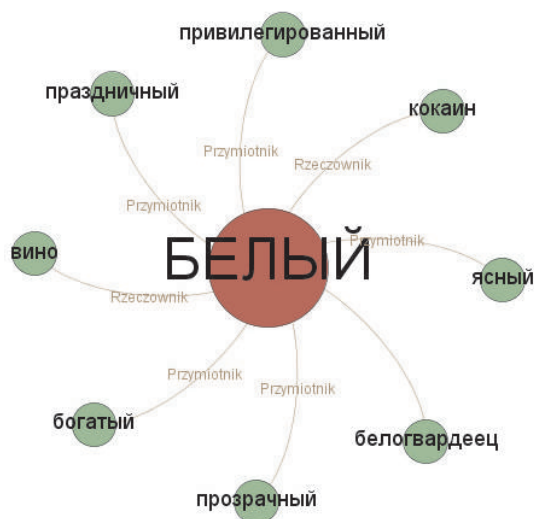 привилегированный
праздничный
кокаин
Przymiotnik
Rzeczownik
Przymiotnik
Przymiotnik
вино
БЕЛЫЙ
ясный
Rzeczownik
Przymiotnik
Przymiotnik
богатый
белогвардеец
прозрачный